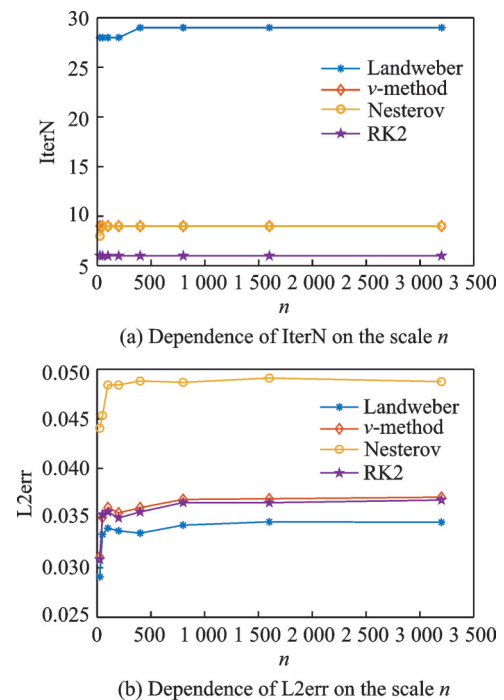 30
25
20
15
10
5
IterN
Landweber
v-method
Nesterov
RK2
0 500 1 000 1 500 2 000 2 500 3 000 3 500
n
(a) Dependence of IterN on the scale n
0.050
0.045
0.040
0.035
0.030
0.025
L2err
Landweber
v-method
Nesterov
RK2
0 500 1 000 1 500 2 000 2 500 3 000 3 500
n
(b) Dependence of L2err on the scale n